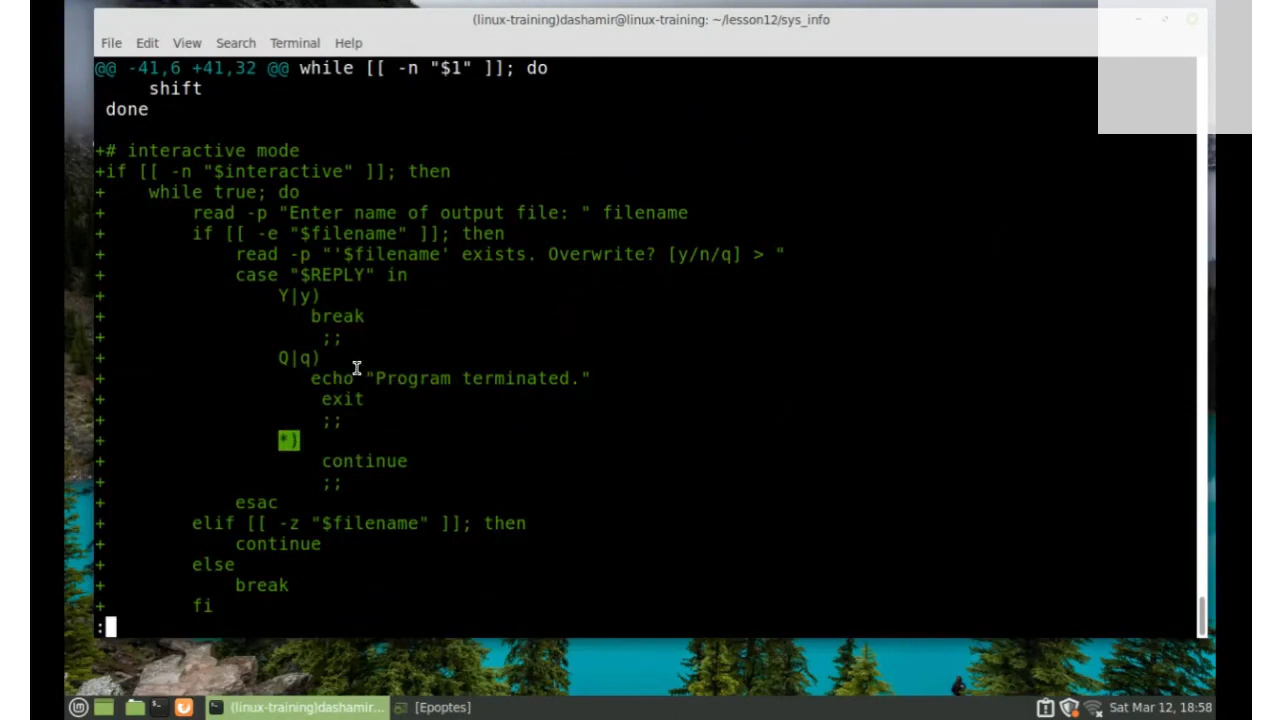 (linux-training)dashamir@linux-training: ~/lesson12/sys_info
File Edit View Search Terminal Help
@@ -41,6 +41,32 @@ while [[ -n "$1" ]]; do
     shift
 done
+# interactive mode
+if [[ -n "$interactive" ]]; then
+    while true; do
+        read -p "Enter name of output file: " filename
+        if [[ -e "$filename" ]]; then
+            read -p "'$filename' exists. Overwrite? [y/n/q] > "
+            case "$REPLY" in
+                Y|y)
+                   break
+                    ;;
+                Q|q)
+                   echo "Program terminated."
+                    exit
+                    ;;
+                *)
+                    continue
+                    ;;
+            esac
+        elif [[ -z "$filename" ]]; then
+            continue
+        else
+            break
+        fi
:
(linux-training)dashamir... [Epoptes] Sat Mar 12, 18:58